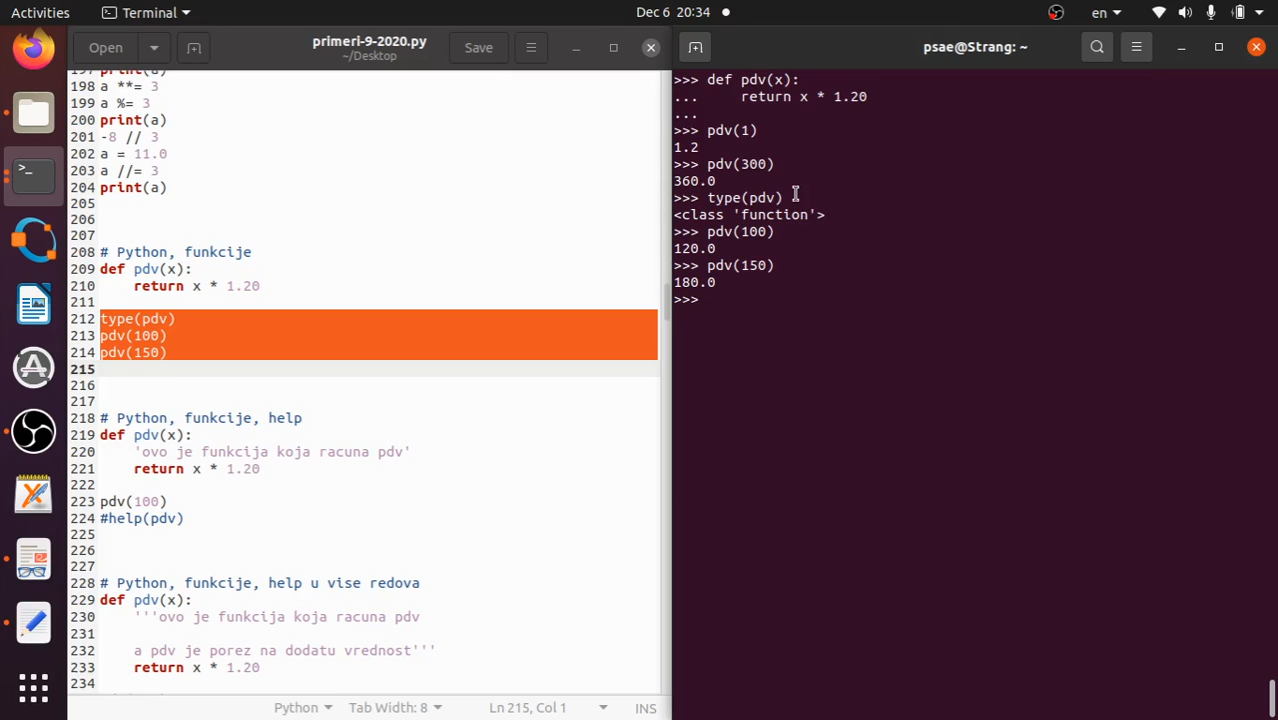 Activities
Terminal
Dec 6 20:34
en
Open
primeri-9-2020.py
~/Desktop
Save
197 print(a)
198 a **= 3
199 a %= 3
200 print(a)
201 -8 // 3
202 a = 11.0
203 a //= 3
204 print(a)
205
206
207
208 # Python, funkcije
209 def pdv(x):
210     return x * 1.20
211
212 type(pdv)
213 pdv(100)
214 pdv(150)
215
216
217
218 # Python, funkcije, help
219 def pdv(x):
220     'ovo je funkcija koja racuna pdv'
221     return x * 1.20
222
223 pdv(100)
224 #help(pdv)
225
226
227
228 # Python, funkcije, help u vise redova
229 def pdv(x):
230     '''ovo je funkcija koja racuna pdv
231
232     a pdv je porez na dodatu vrednost'''
233     return x * 1.20
234
Python
Tab Width: 8
Ln 215, Col 1
INS
psae@Strang: ~
>>> def pdv(x):
...     return x * 1.20
...
>>> pdv(1)
1.2
>>> pdv(300)
360.0
>>> type(pdv)
<class 'function'>
>>> pdv(100)
120.0
>>> pdv(150)
180.0
>>>